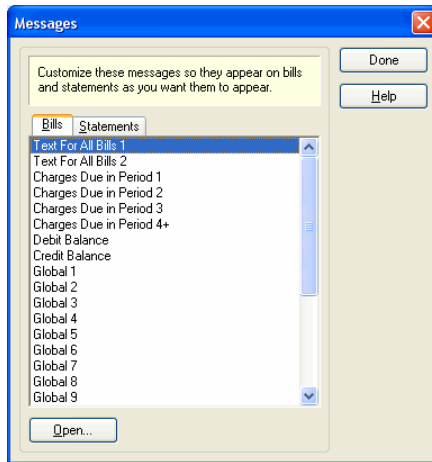 Messages
Customize these messages so they appear on bills
and statements as you want them to appear.
Done
Help
Bills
Statements
Text For All Bills 1
Text For All Bills 2
Charges Due in Period 1
Charges Due in Period 2
Charges Due in Period 3
Charges Due in Period 4+
Debit Balance
Credit Balance
Global 1
Global 2
Global 3
Global 4
Global 5
Global 6
Global 7
Global 8
Global 9
Open...